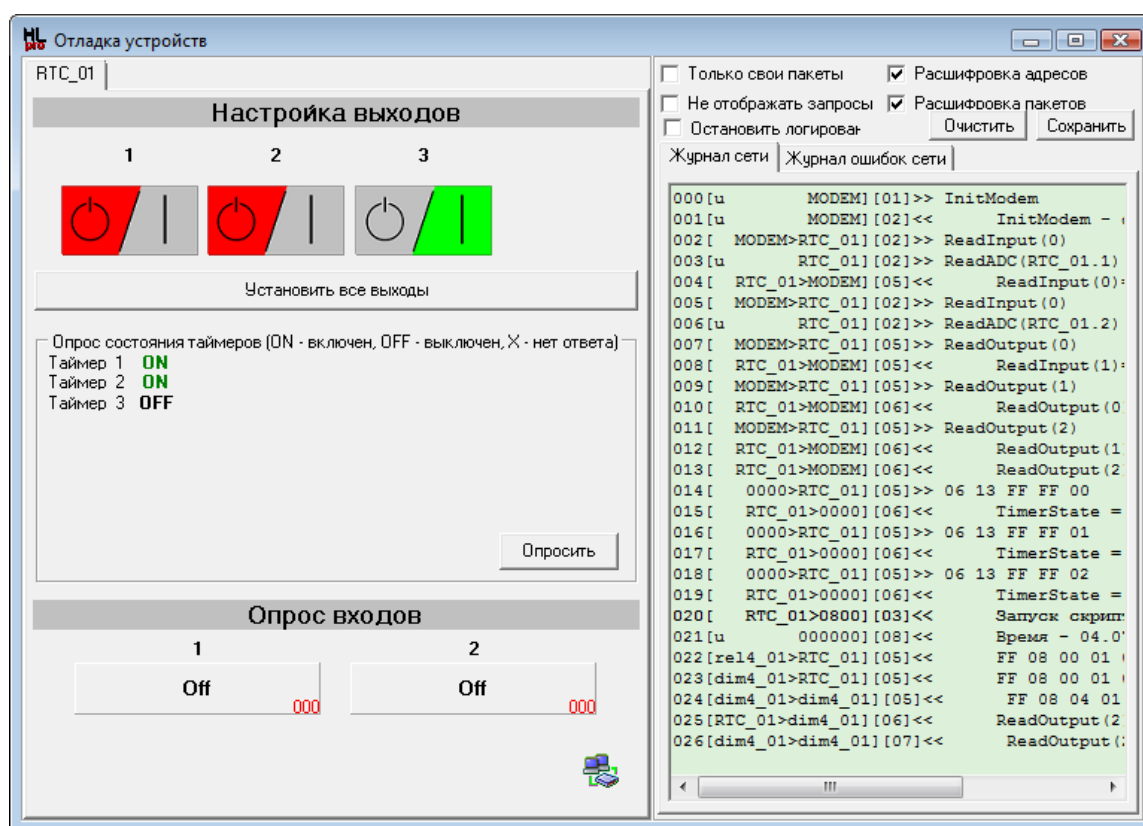 HL pro Отладка устройств
RTC_01
Настройка выходов
1 2 3
Установить все выходы
Опрос состояния таймеров (ON - включен, OFF - выключен, X - нет ответа)
Таймер 1 ON
Таймер 2 ON
Таймер 3 OFF
Опросить
Опрос входов
1 2
Off 000 Off 000
Только свои пакеты Расшифровка адресов
Не отображать запросы Расшифровка пакетов
Остановить логирован Очистить Сохранить
Журнал сети Журнал ошибок сети
000[u MODEM][01]>> InitModem
001[u MODEM][02]<< InitModem -
002[ MODEM>RTC_01][02]>> ReadInput(0)
003[u RTC_01][02]>> ReadADC(RTC_01.1)
004[ RTC_01>MODEM][05]<< ReadInput(0)=
005[ MODEM>RTC_01][02]>> ReadInput(0)
006[u RTC_01][02]>> ReadADC(RTC_01.2)
007[ MODEM>RTC_01][05]>> ReadOutput(0)
008[ RTC_01>MODEM][05]<< ReadInput(1)=
009[ MODEM>RTC_01][05]>> ReadOutput(1)
010[ RTC_01>MODEM][06]<< ReadOutput(0
011[ MODEM>RTC_01][05]>> ReadOutput(2)
012[ RTC_01>MODEM][06]<< ReadOutput(1
013[ RTC_01>MODEM][06]<< ReadOutput(2
014[ 0000>RTC_01][05]>> 06 13 FF FF 00
015[ RTC_01>0000][06]<< TimerState =
016[ 0000>RTC_01][05]>> 06 13 FF FF 01
017[ RTC_01>0000][06]<< TimerState =
018[ 0000>RTC_01][05]>> 06 13 FF FF 02
019[ RTC_01>0000][06]<< TimerState =
020[ RTC_01>0800][03]<< Запуск скрип
021[u 000000][08]<< Время - 04.0
022[rel4_01>RTC_01][05]<< FF 08 00 01
023[dim4_01>RTC_01][05]<< FF 08 00 01
024[dim4_01>dim4_01][05]<< FF 08 04 01
025[RTC_01>dim4_01][06]<< ReadOutput(2
026[dim4_01>dim4_01][07]<< ReadOutput(